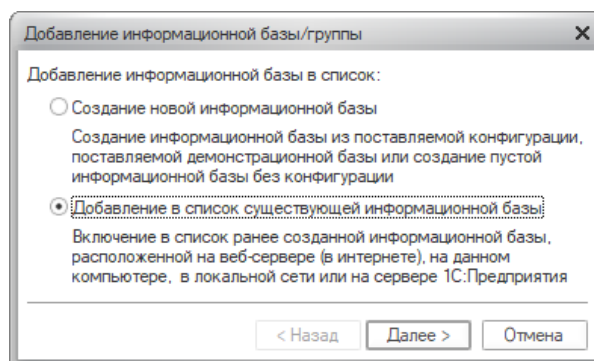 Добавление информационной базы/группы
Добавление информационной базы в список:
Создание новой информационной базы
Создание информационной базы из поставляемой конфигурации,
поставляемой демонстрационной базы или создание пустой
информационной базы без конфигурации
Добавление в список существующей информационной базы
Включение в список ранее созданной информационной базы,
расположенной на веб-сервере (в интернете), на данном
компьютере, в локальной сети или на сервере 1С:Предприятия
< Назад Далее > Отмена